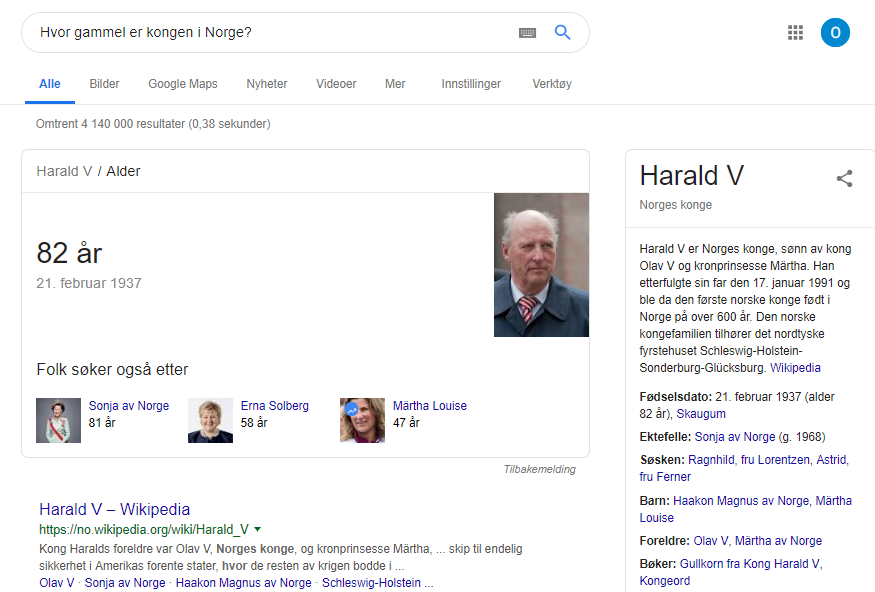 Hvor gammel er kongen i Norge?
O
Alle Bilder Google Maps Nyheter Videoer Mer Innstillinger Verktøy
Omtrent 4 140 000 resultater (0,38 sekunder)
Harald V / Alder
82 år
21. februar 1937
Folk søker også etter
Sonja av Norge
81 år
Erna Solberg
58 år
Märtha Louise
47 år
Tilbakemelding
Harald V – Wikipedia
https://no.wikipedia.org/wiki/Harald_V
Kong Haralds foreldre var Olav V, Norges konge, og kronprinsesse Märtha, ... skip til endelig
sikkerhet i Amerikas forente stater, hvor de resten av krigen bodde i ...
Olav V · Sonja av Norge · Haakon Magnus av Norge · Schleswig-Holstein ...
Harald V
Norges konge
Harald V er Norges konge, sønn av kong
Olav V og kronprinsesse Märtha. Han
etterfulgte sin far den 17. januar 1991 og
ble da den første norske konge født i
Norge på over 600 år. Den norske
kongefamilien tilhører det nordtyske
fyrstehuset Schleswig-Holstein-
Sonderburg-Glücksburg. Wikipedia
Fødselsdato: 21. februar 1937 (alder
82 år), Skaugum
Ektefelle: Sonja av Norge (g. 1968)
Søsken: Ragnhild, fru Lorentzen, Astrid,
fru Ferner
Barn: Haakon Magnus av Norge, Märtha
Louise
Foreldre: Olav V, Märtha av Norge
Bøker: Gullkorn fra Kong Harald V,
Kongeord